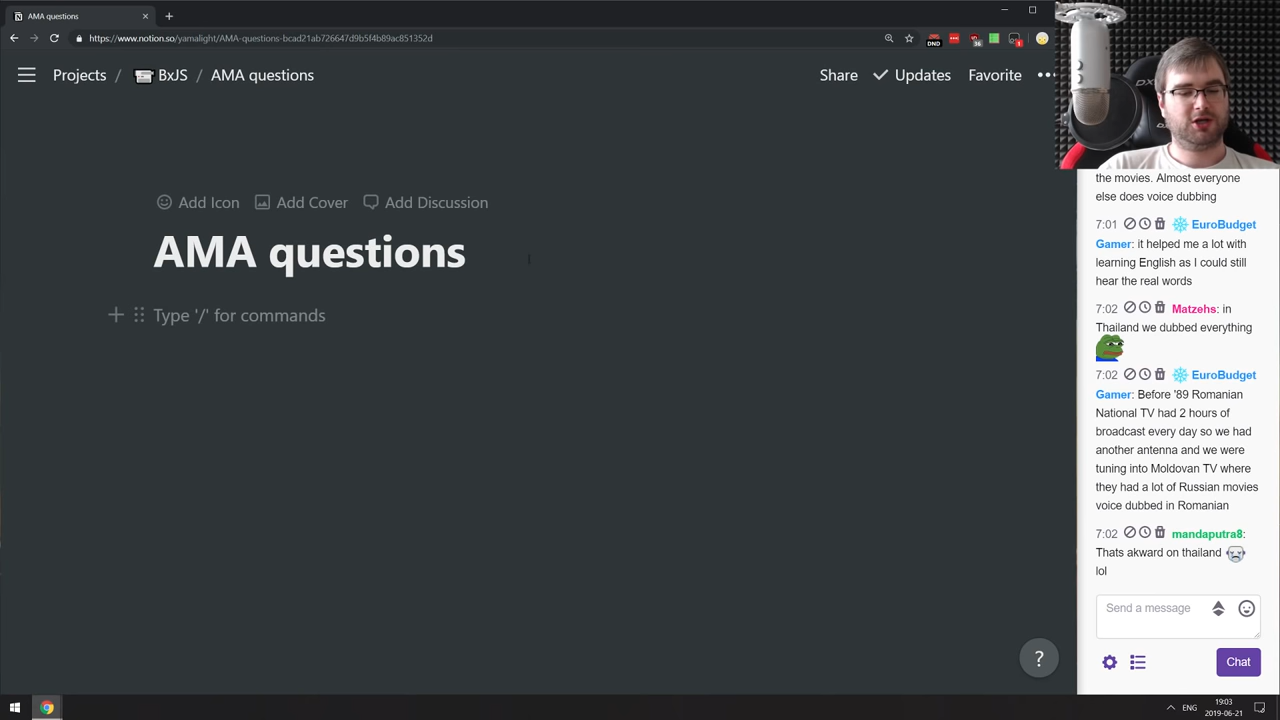 AMA questions
https://www.notion.so/yamalight/AMA-questions-bcad21ab726647d9b5f4b89ac851352d
DND
36
1
Projects / BxJS / AMA questions
Share Updates Favorite
Add Icon Add Cover Add Discussion
AMA questions
Type '/' for commands
?
the movies. Almost everyone
else does voice dubbing
7:01 EuroBudget
Gamer: it helped me a lot with
learning English as I could still
hear the real words
7:02 Matzehs: in
Thailand we dubbed everything
7:02 EuroBudget
Gamer: Before '89 Romanian
National TV had 2 hours of
broadcast every day so we had
another antenna and we were
tuning into Moldovan TV where
they had a lot of Russian movies
voice dubbed in Romanian
7:02 mandaputra8:
Thats akward on thailand
lol
Send a message
Chat
ENG
19:03
2019-06-21